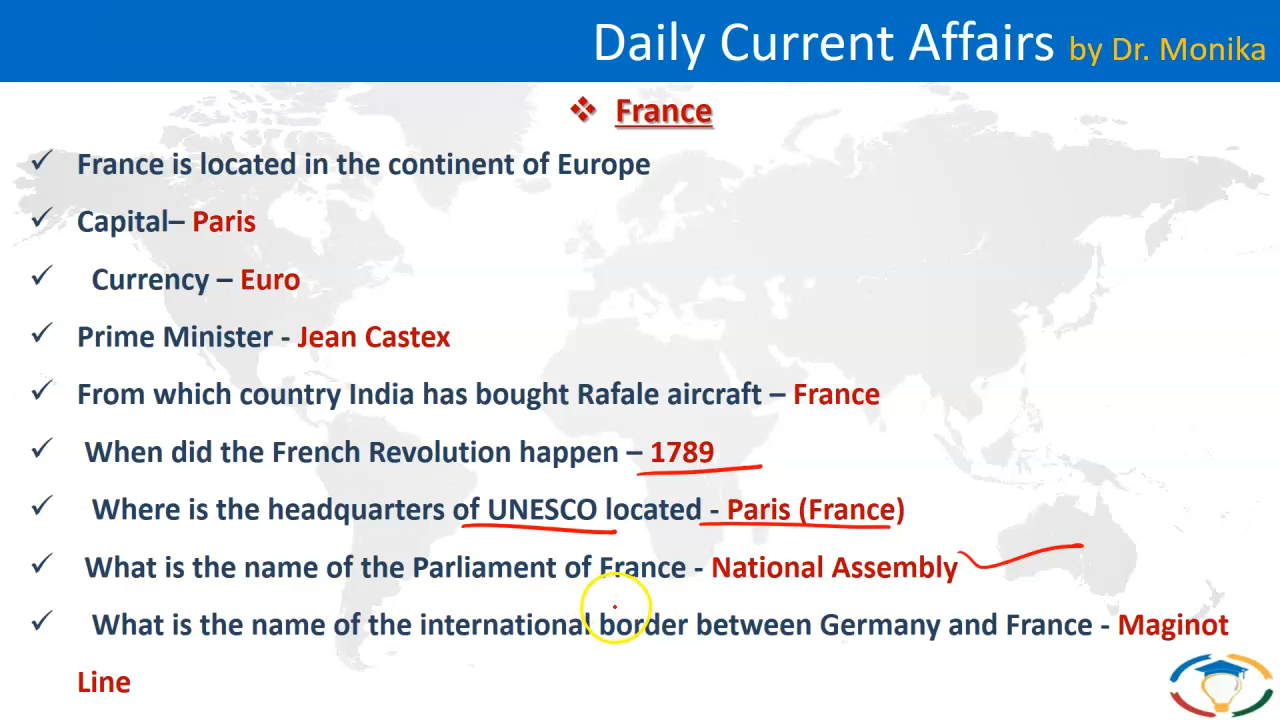 Daily Current Affairs by Dr. Monika
❖ France
✓ France is located in the continent of Europe
✓ Capital– Paris
✓ Currency – Euro
✓ Prime Minister - Jean Castex
✓ From which country India has bought Rafale aircraft – France
✓ When did the French Revolution happen – 1789
✓ Where is the headquarters of UNESCO located - Paris (France)
✓ What is the name of the Parliament of France - National Assembly
✓ What is the name of the international border between Germany and France - Maginot
Line